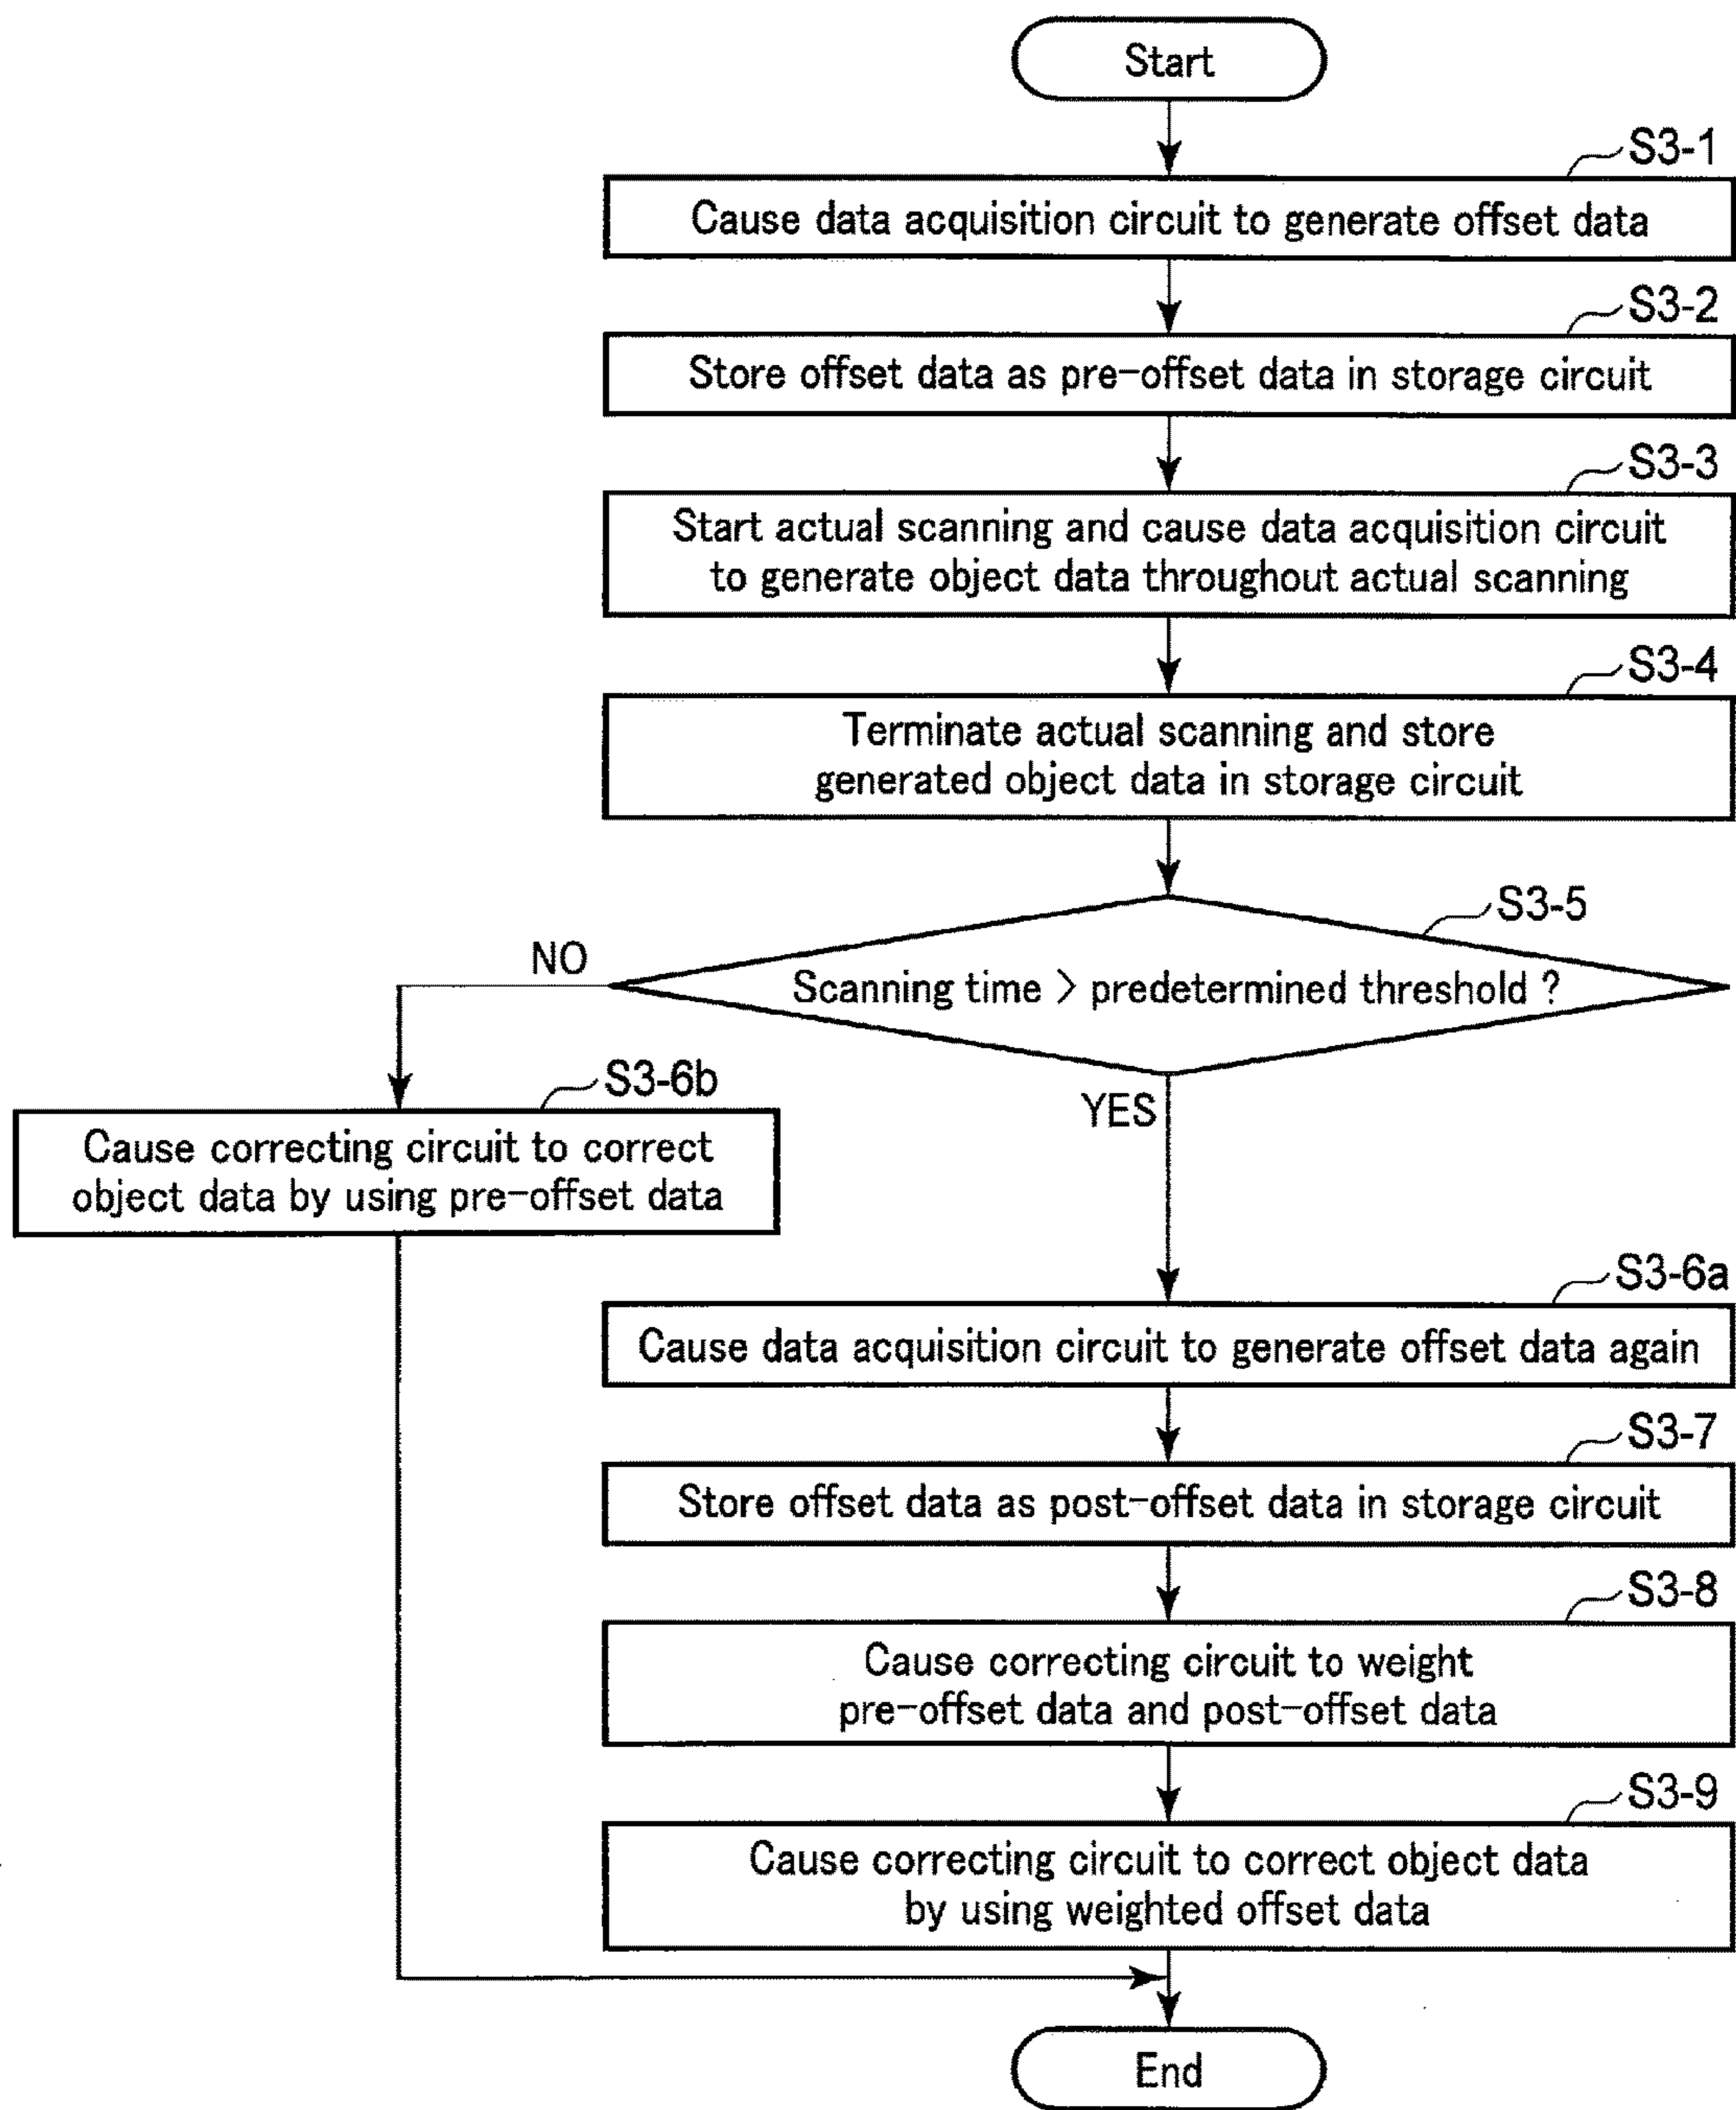 Start
S3-1
Cause data acquisition circuit to generate offset data
S3-2
Store offset data as pre-offset data in storage circuit
S3-3
Start actual scanning and cause data acquisition circuit
to generate object data throughout actual scanning
S3-4
Terminate actual scanning and store
generated object data in storage circuit
S3-5
Scanning time > predetermined threshold ?
NO
YES
S3-6b
Cause correcting circuit to correct
object data by using pre-offset data
S3-6a
Cause data acquisition circuit to generate offset data again
S3-7
Store offset data as post-offset data in storage circuit
S3-8
Cause correcting circuit to weight
pre-offset data and post-offset data
S3-9
Cause correcting circuit to correct object data
by using weighted offset data
End